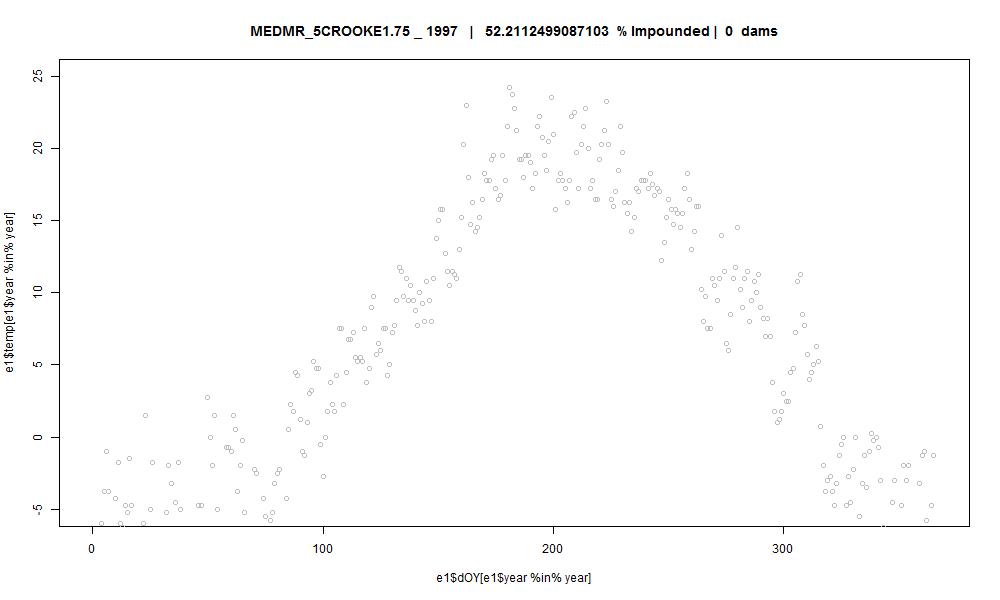 MEDMR_5CROOKE1.75 _ 1997 | 52.2112499087103 % Impounded | 0 dams
e1$temp[e1$year %in% year]
25
20
15
10
5
0
-5
0 100 200 300
e1$dOY[e1$year %in% year]